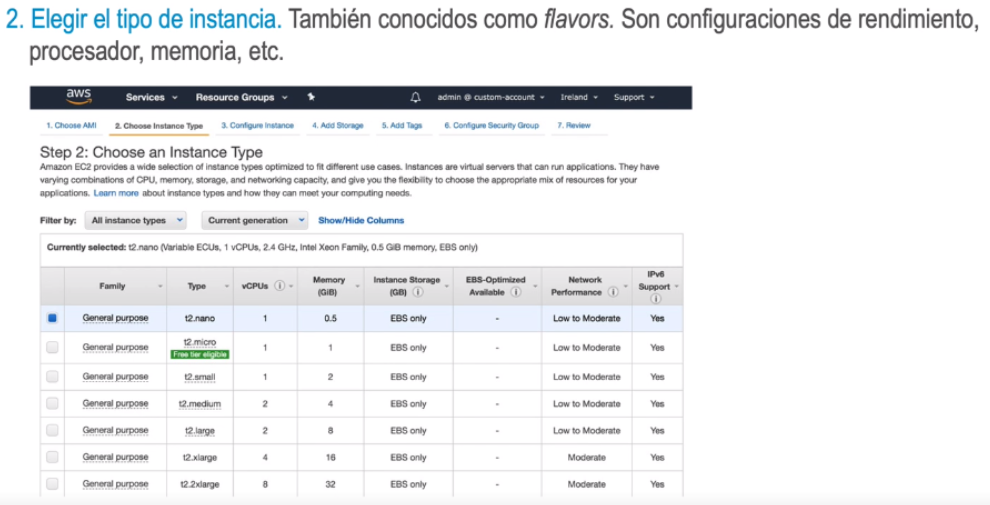 2. Elegir el tipo de instancia. También conocidos como flavors. Son configuraciones de rendimiento,
procesador, memoria, etc.
aws Services Resource Groups admin @ custom-account Ireland Support
1. Choose AMI 2. Choose Instance Type 3. Configure Instance 4. Add Storage 5. Add Tags 6. Configure Security Group 7. Review
Step 2: Choose an Instance Type
Amazon EC2 provides a wide selection of instance types optimized to fit different use cases. Instances are virtual servers that can run applications. They have
varying combinations of CPU, memory, storage, and networking capacity, and give you the flexibility to choose the appropriate mix of resources for your
applications. Learn more about instance types and how they can meet your computing needs.
Filter by: All instance types Current generation Show/Hide Columns
Currently selected: t2.nano (Variable ECUs, 1 vCPUs, 2.4 GHz, Intel Xeon Family, 0.5 GiB memory, EBS only)
Family Type vCPUs Memory (GiB) Instance Storage (GB) EBS-Optimized Available Network Performance IPv6 Support
General purpose t2.nano 1 0.5 EBS only - Low to Moderate Yes
General purpose t2.micro Free tier eligible 1 1 EBS only - Low to Moderate Yes
General purpose t2.small 1 2 EBS only - Low to Moderate Yes
General purpose t2.medium 2 4 EBS only - Low to Moderate Yes
General purpose t2.large 2 8 EBS only - Low to Moderate Yes
General purpose t2.xlarge 4 16 EBS only - Moderate Yes
General purpose t2.2xlarge 8 32 EBS only - Moderate Yes